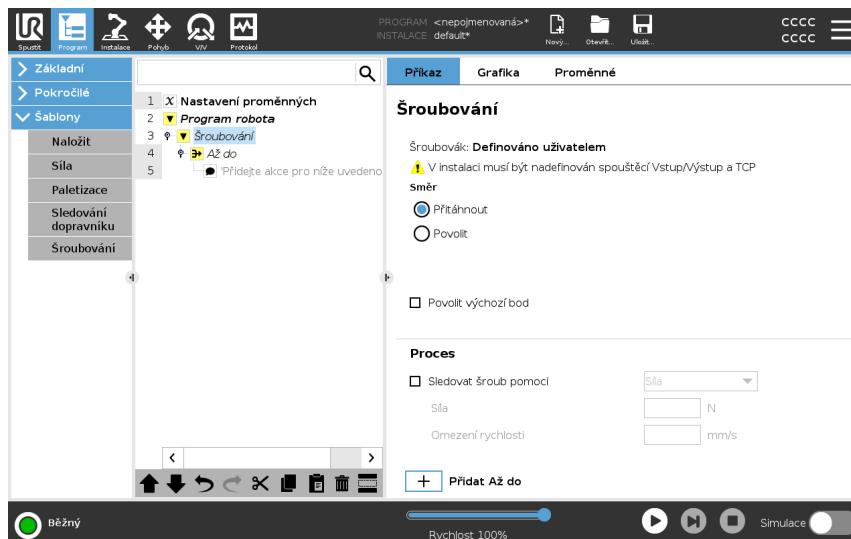 PROGRAM <nepojmenovaná>*
INSTALACE default*
CCCC
CCCC
Spustit
Program
Instalace
Pohyb
V/V
Protokol
Nový...
Otevřít...
Uložit...
Základní
Pokročilé
Šablony
Naložit
Síla
Paletizace
Sledování
dopravníku
Šroubování
1 X Nastavení proměnných
2 Program robota
3 Šroubování
4 Až do
5 'Přidejte akce pro níže uvedeno
Příkaz
Grafika
Proměnné
Šroubování
Šroubovák: Definováno uživatelem
V instalaci musí být nadefinován spouštěcí Vstup/Výstup a TCP
Směr
Přitáhnout
Povolit
Povolit výchozí bod
Proces
Sledovat šroub pomocí
Síla
Síla
N
Omezení rychlosti
mm/s
+ Přidat Až do
Běžný
Rychlost 100%
Simulace